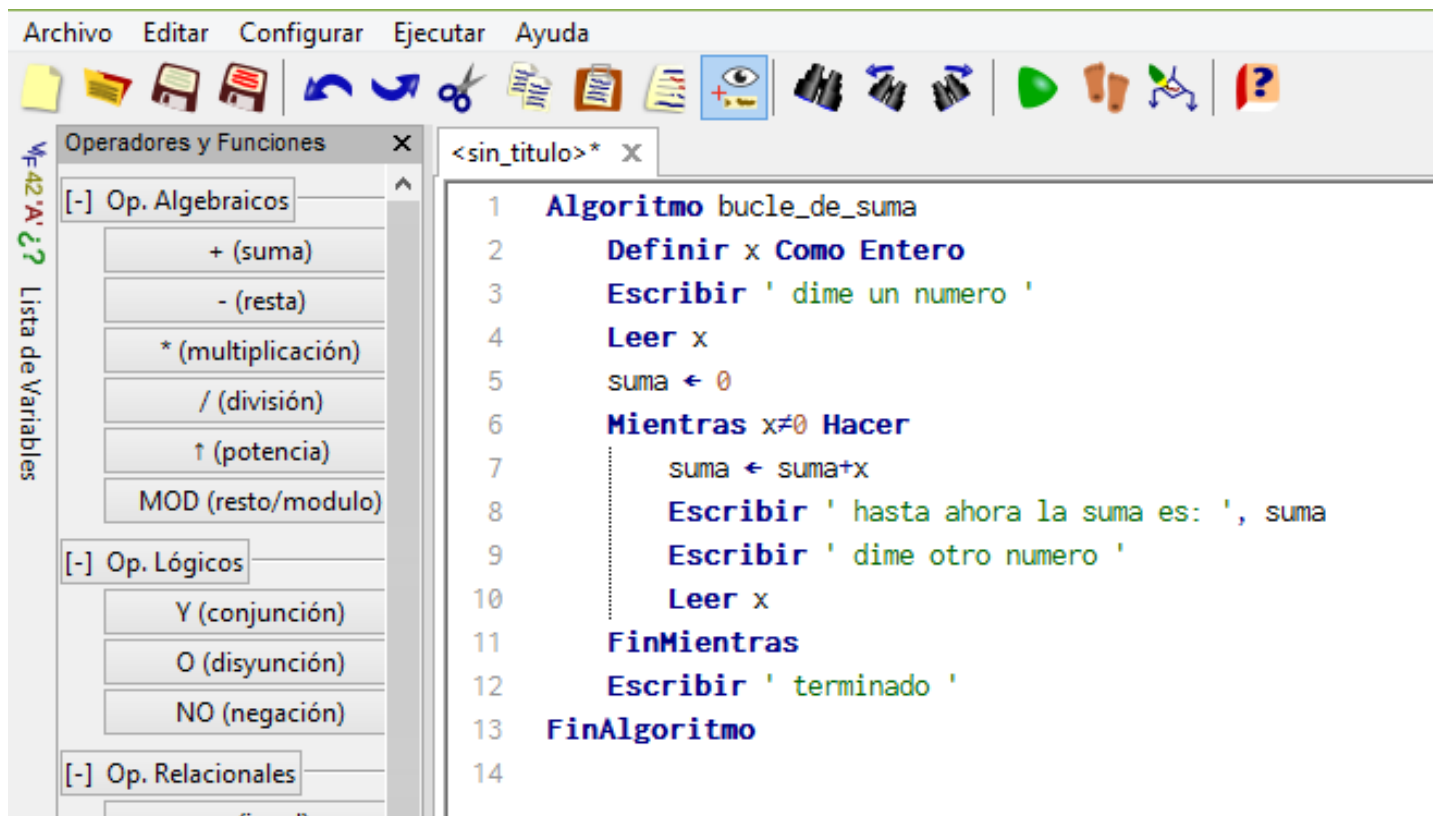 Archivo Editar Configurar Ejecutar Ayuda
Operadores y Funciones
[-] Op. Algebraicos
+ (suma)
- (resta)
* (multiplicación)
/ (división)
↑ (potencia)
MOD (resto/modulo)
[-] Op. Lógicos
Y (conjunción)
O (disyunción)
NO (negación)
[-] Op. Relacionales
VF 42 'A' ¿? Lista de Variables
<sin_titulo>*
1 Algoritmo bucle_de_suma
2 Definir x Como Entero
3 Escribir ' dime un numero '
4 Leer x
5 suma ← 0
6 Mientras x≠0 Hacer
7 suma ← suma+x
8 Escribir ' hasta ahora la suma es: ', suma
9 Escribir ' dime otro numero '
10 Leer x
11 FinMientras
12 Escribir ' terminado '
13 FinAlgoritmo
14